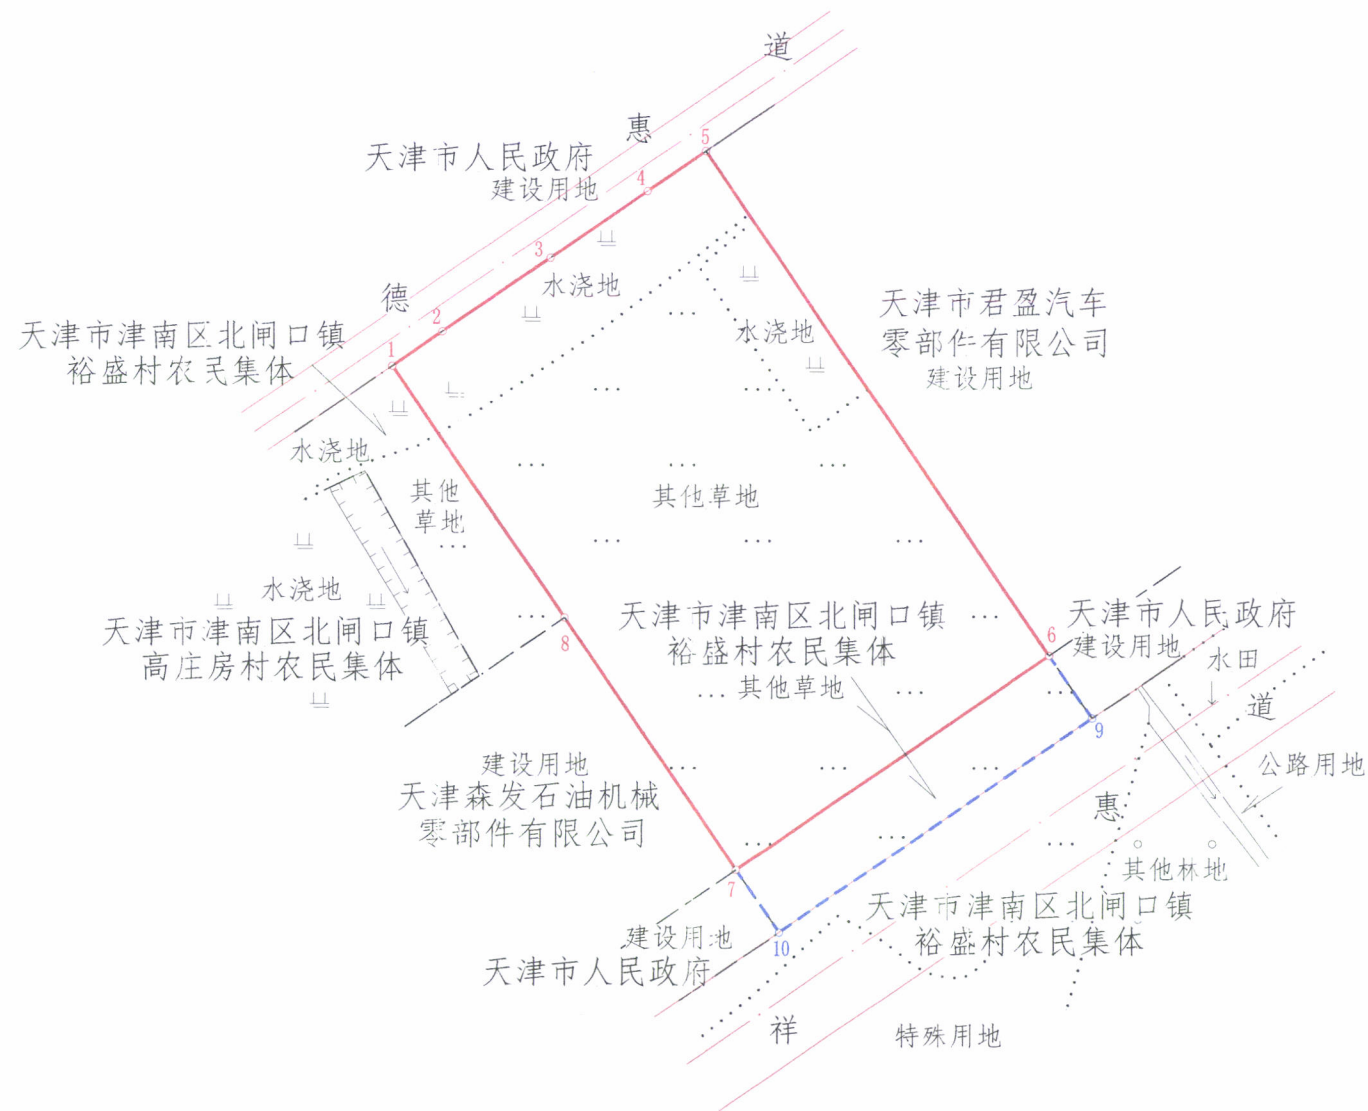 道
惠
德
天津市人民政府
建设用地
5
4
3
2
1
水浇地
天津市津南区北闸口镇
裕盛村农民集体
水浇地
天津市君盈汽车
零部件有限公司
建设用地
水浇地
其他
草地
其他草地
水浇地
天津市津南区北闸口镇
高庄房村农民集体
8
天津市津南区北闸口镇
裕盛村农民集体
其他草地
6
天津市人民政府
建设用地
水田
道
9
公路用地
建设用地
天津森发石油机械
零部件有限公司
惠
其他林地
7
天津市津南区北闸口镇
裕盛村农民集体
建设用地
10
天津市人民政府
祥
特殊用地